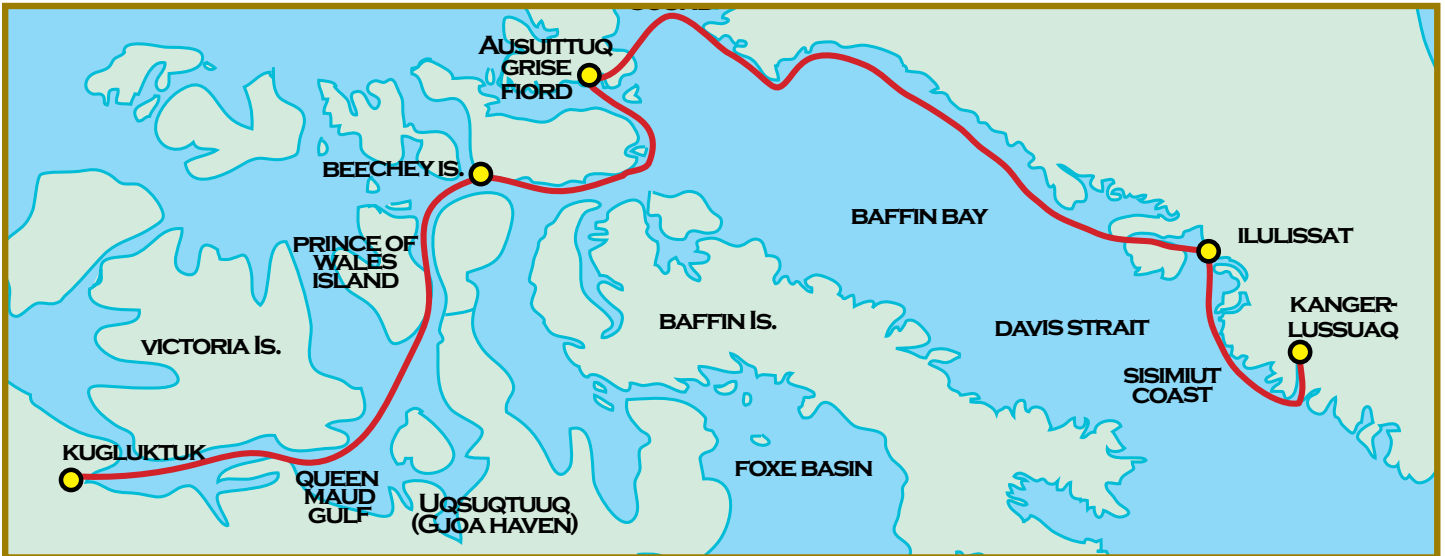 AUSUITTUQ
GRISE
FIORD
BEECHEY IS.
BAFFIN BAY
ILULISSAT
PRINCE OF
WALES
ISLAND
KANGER-
LUSSUAQ
BAFFIN IS.
DAVIS STRAIT
VICTORIA IS.
SISIMIUT
COAST
KUGLUKTUK
FOXE BASIN
QUEEN
MAUD
GULF
UQSUQTUUQ
(GJOA HAVEN)